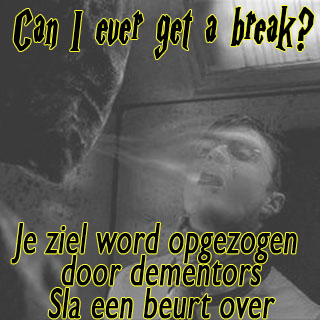 Can I ever get a break?
Je ziel word opgezogen
door dementors
Sla een beurt over